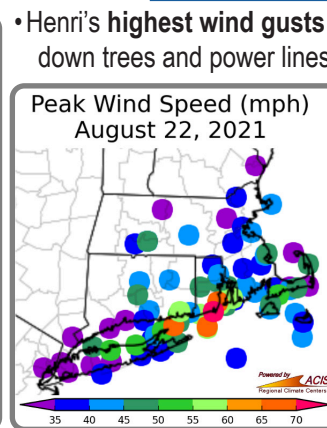 • Henri's highest wind gusts
down trees and power lines
Peak Wind Speed (mph)
August 22, 2021
Powered by ACIS
Regional Climate Centers
35 40 45 50 55 60 65 70